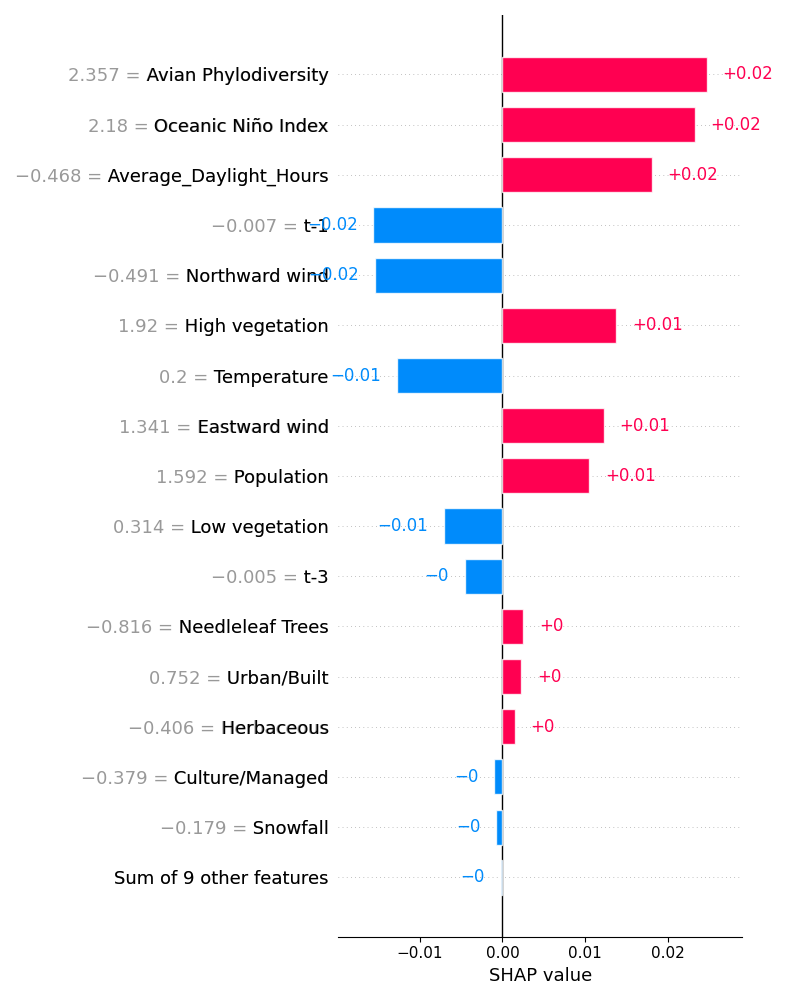 2.357 = Avian Phylodiversity +0.02
2.18 = Oceanic Niño Index +0.02
−0.468 = Average_Daylight_Hours +0.02
−0.007 = t-1 −0.02
−0.491 = Northward wind −0.02
1.92 = High vegetation +0.01
0.2 = Temperature −0.01
1.341 = Eastward wind +0.01
1.592 = Population +0.01
0.314 = Low vegetation −0.01
−0.005 = t-3 −0
−0.816 = Needleleaf Trees +0
0.752 = Urban/Built +0
−0.406 = Herbaceous +0
−0.379 = Culture/Managed −0
−0.179 = Snowfall −0
Sum of 9 other features −0
−0.01 0.00 0.01 0.02
SHAP value